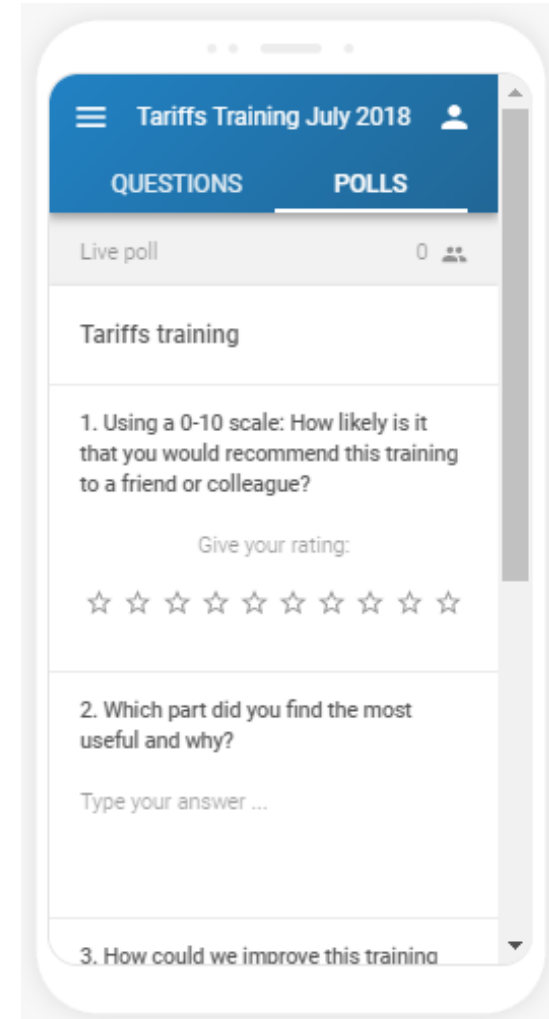 Tariffs Training July 2018
QUESTIONS POLLS
Live poll 0
Tariffs training
1. Using a 0-10 scale: How likely is it
that you would recommend this training
to a friend or colleague?
Give your rating:
2. Which part did you find the most
useful and why?
Type your answer ...
3. How could we improve this training